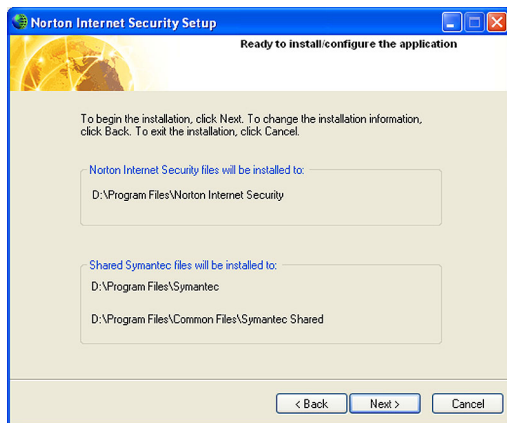 Norton Internet Security Setup
Ready to install/configure the application
To begin the installation, click Next. To change the installation information,
click Back. To exit the installation, click Cancel.
Norton Internet Security files will be installed to:
D:\Program Files\Norton Internet Security
Shared Symantec files will be installed to:
D:\Program Files\Symantec
D:\Program Files\Common Files\Symantec Shared
< Back Next > Cancel